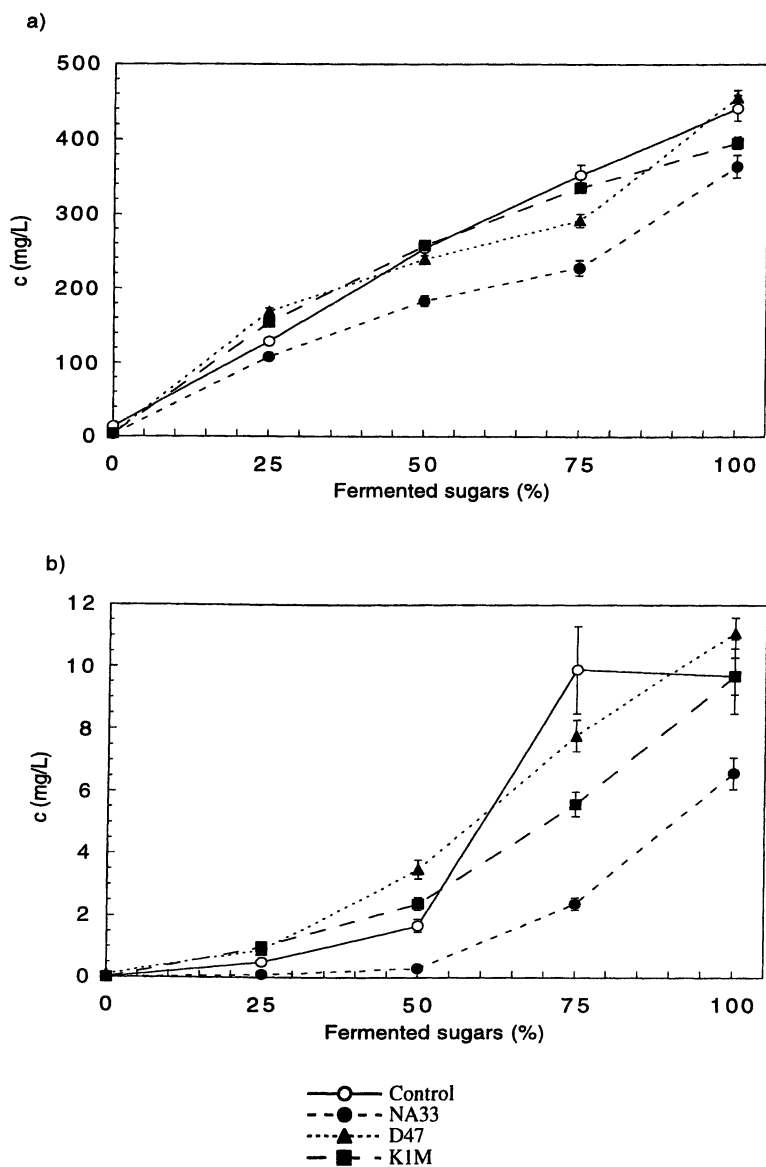 a)
500
400
300
200
100
0
c (mg/L)
0 25 50 75 100
Fermented sugars (%)
b)
12
10
8
6
4
2
0
c (mg/L)
0 25 50 75 100
Fermented sugars (%)
Control
NA33
D47
K1M